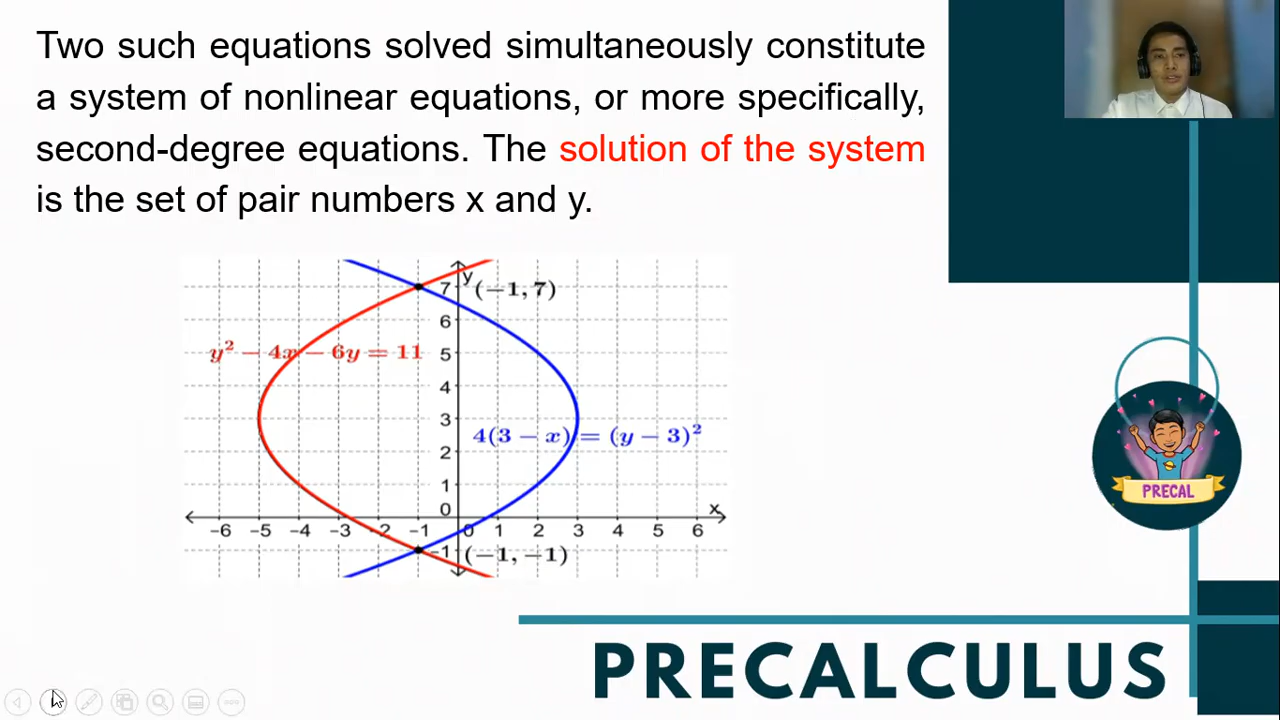 Two such equations solved simultaneously constitute
a system of nonlinear equations, or more specifically,
second-degree equations. The solution of the system
is the set of pair numbers x and y.
y
7 (−1, 7)
6
y² − 4x − 6y = 11 5
4
3
4(3 − x) = (y − 3)²
2
1
0 x
−6 −5 −4 −3 −2 −1 0 1 2 3 4 5 6
−1 (−1, −1)
PRECAL
PRECALCULUS